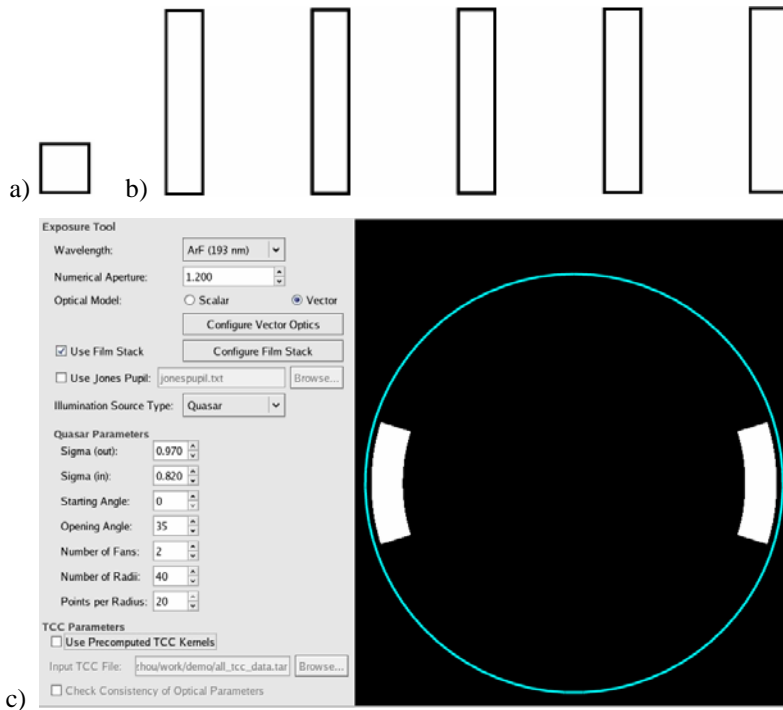 a)
b)
Exposure Tool
Wavelength: ArF (193 nm)
Numerical Aperture: 1.200
Optical Model: Scalar Vector
Configure Vector Optics
Use Film Stack Configure Film Stack
Use Jones Pupil: jonespupil.txt Browse...
Illumination Source Type: Quasar
Quasar Parameters
Sigma (out): 0.970
Sigma (in): 0.820
Starting Angle: 0
Opening Angle: 35
Number of Fans: 2
Number of Radii: 40
Points per Radius: 20
TCC Parameters
Use Precomputed TCC Kernels
Input TCC File: zhou/work/demo/all_tcc_data.tar Browse...
Check Consistency of Optical Parameters
c)